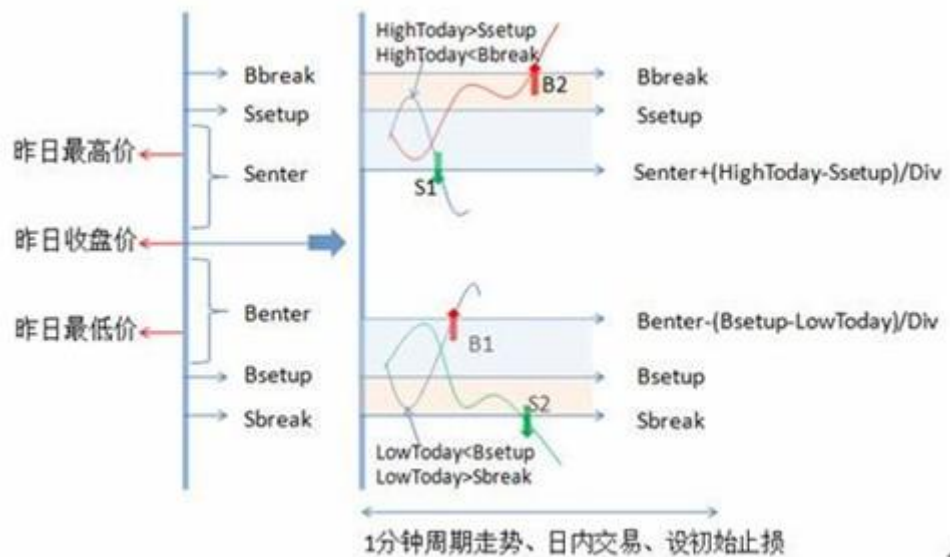 HighToday>Ssetup
HighToday<Bbreak
Bbreak
B2
Bbreak
Ssetup
Ssetup
昨日最高价
Senter
S1
Senter+(HighToday-Ssetup)/Div
昨日收盘价
昨日最低价
Benter
B1
Benter-(Bsetup-LowToday)/Div
Bsetup
Bsetup
Sbreak
S2
Sbreak
LowToday<Bsetup
LowToday>Sbreak
1分钟周期走势、日内交易、设初始止损